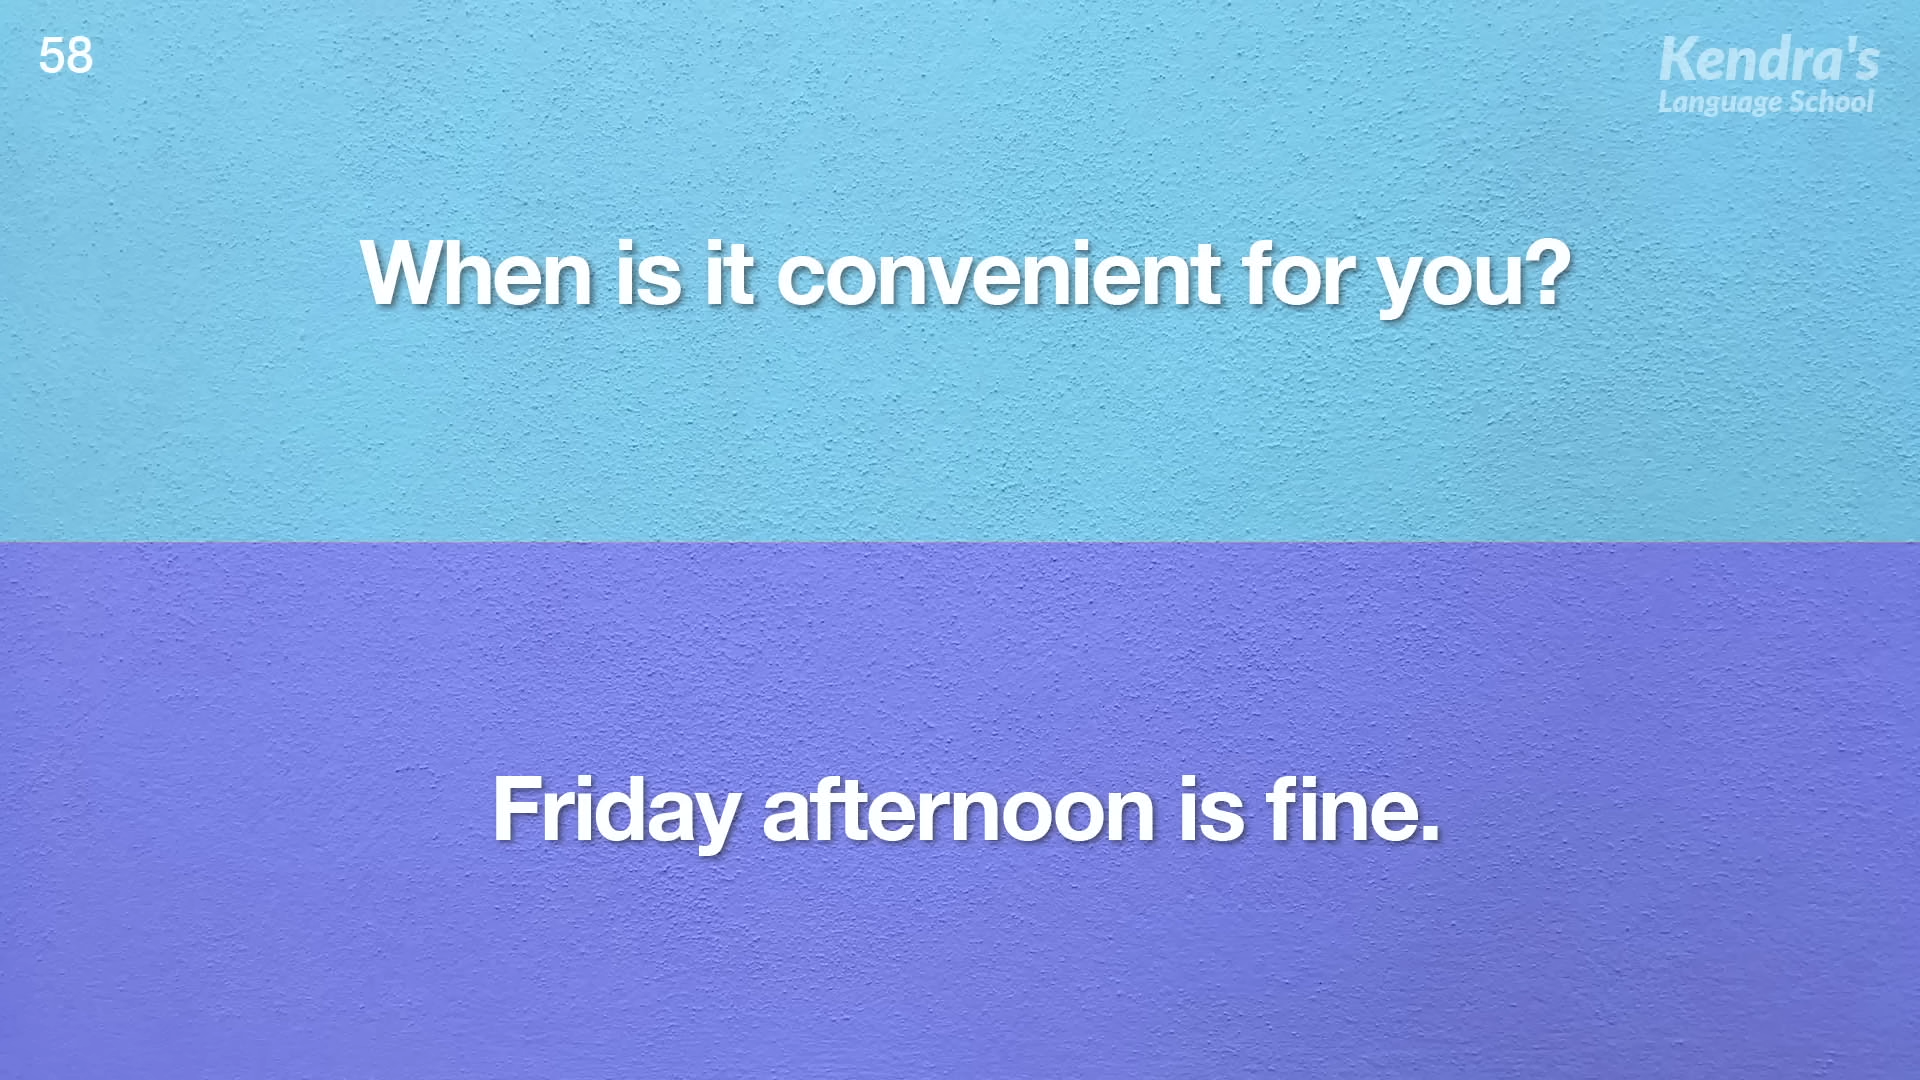 58
Kendra's
Language School
When is it convenient for you?
Friday afternoon is fine.